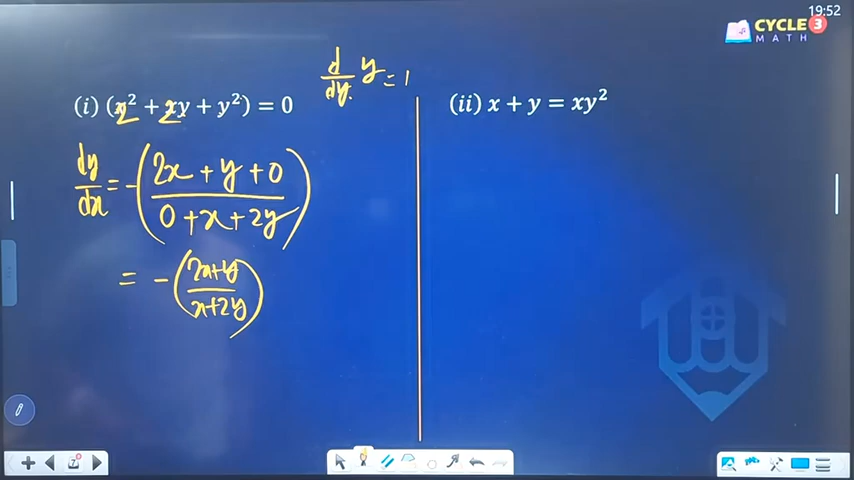 19:52
CYCLE 3
MATH
d/dy y = 1
(i) (x² + xy + y²) = 0
(ii) x + y = xy²
dy/dx = -((2x + y + 0)/(0 + x + 2y))
= -((2x+y)/(x+2y))